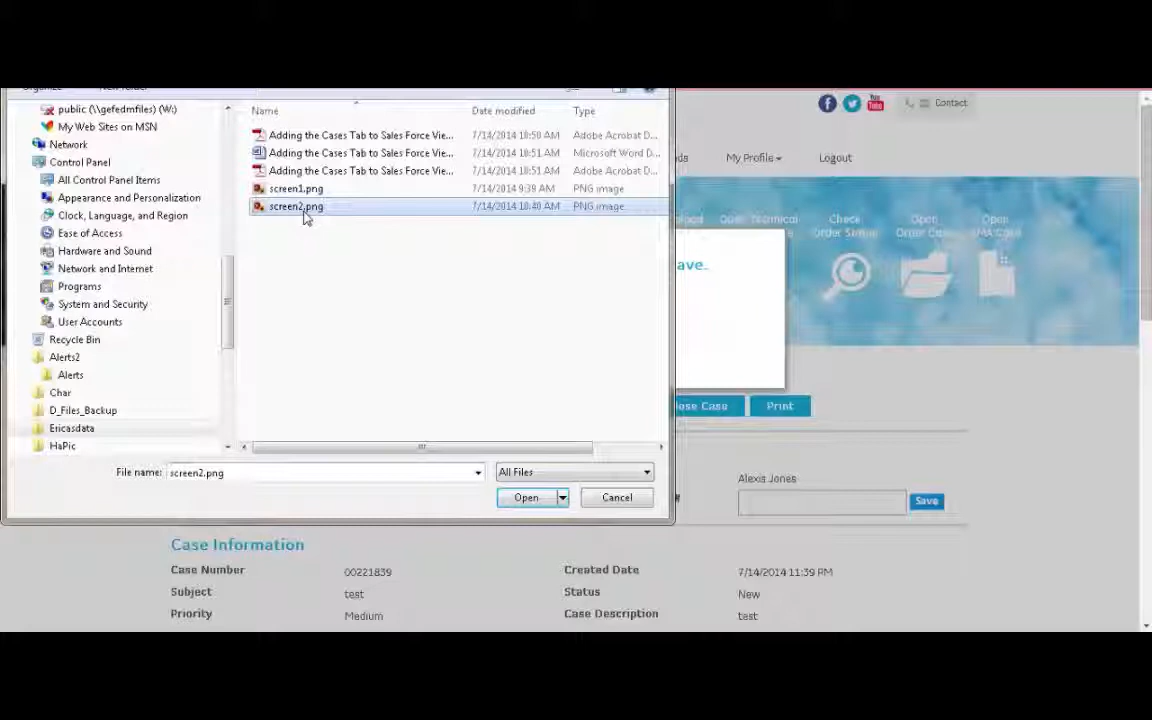 public (\\gefedmfiles) (W:)
My Web Sites on MSN
Network
Control Panel
All Control Panel Items
Appearance and Personalization
Clock, Language, and Region
Ease of Access
Hardware and Sound
Network and Internet
Programs
System and Security
User Accounts
Recycle Bin
Alerts2
Alerts
Char
D_Files_Backup
Ericasdata
HaPic
Name Date modified Type
Adding the Cases Tab to Sales Force Vie... 7/14/2014 10:50 AM Adobe Acrobat D...
Adding the Cases Tab to Sales Force Vie... 7/14/2014 10:51 AM Microsoft Word D...
Adding the Cases Tab to Sales Force Vie... 7/14/2014 10:51 AM Adobe Acrobat D...
screen1.png 7/14/2014 9:39 AM PNG image
screen2.png 7/14/2014 10:40 AM PNG image
File name: screen2.png All Files
Open Cancel
You Tube Contact
My Profile Logout
Check Order Status
Open
ave.
lose Case Print
Alexis Jones
Save
Case Information
Case Number 00221839 Created Date 7/14/2014 11:39 PM
Subject test Status New
Priority Medium Case Description test